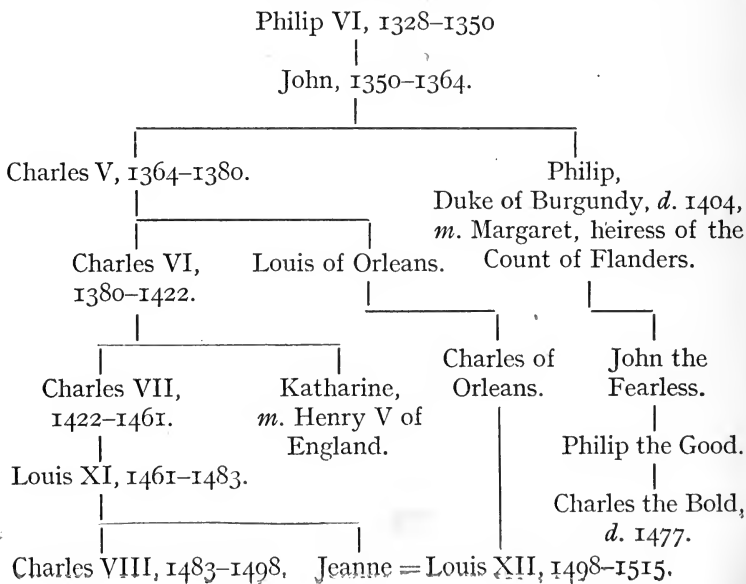 Philip VI, 1328–1350
John, 1350–1364.
Charles V, 1364–1380.
Philip,
Duke of Burgundy, d. 1404,
m. Margaret, heiress of the
Count of Flanders.
Charles VI,
1380–1422.
Louis of Orleans.
Charles VII,
1422–1461.
Katharine,
m. Henry V of
England.
Charles of
Orleans.
John the
Fearless.
Philip the Good.
Louis XI, 1461–1483.
Charles the Bold,
d. 1477.
Charles VIII, 1483–1498. Jeanne = Louis XII, 1498–1515.